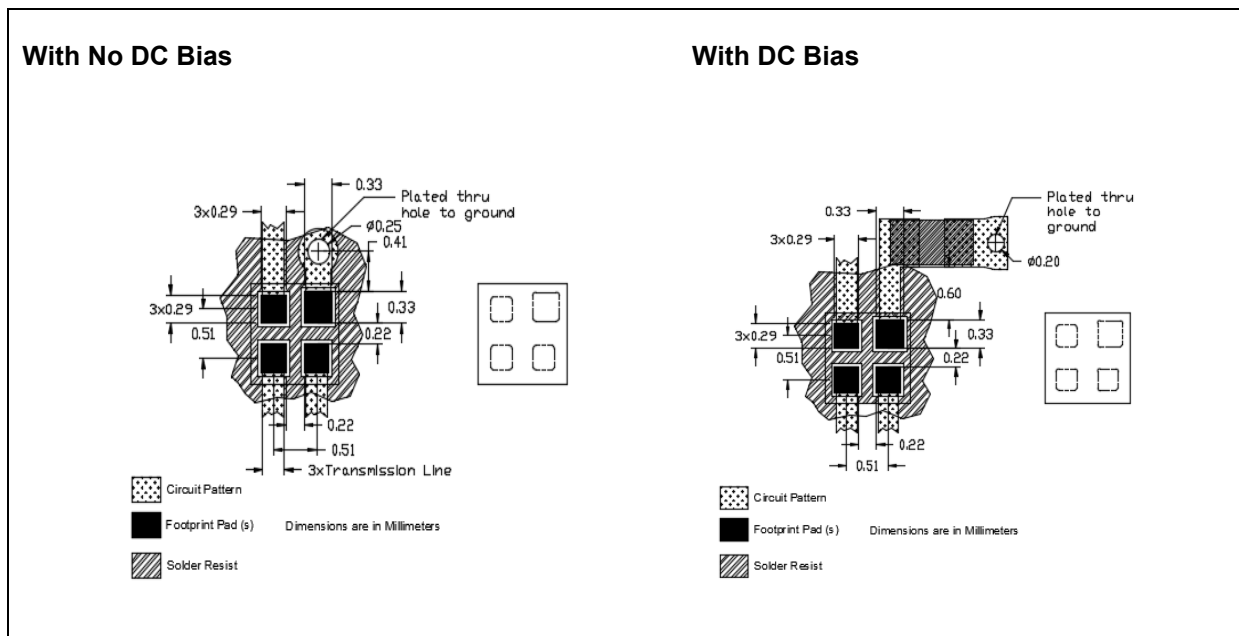 With No DC Bias
0.33
Plated thru
hole to ground
3x0.29
ø0.25
0.41
3x0.29
0.33
0.51
0.22
0.22
0.51
3xTransmission Line
Circuit Pattern
Footprint Pad (s) Dimensions are in Millimeters
Solder Resist
With DC Bias
Plated thru
hole to
ground
0.33
3x0.29
ø0.20
0.60
3x0.29
0.33
0.51
0.22
0.22
0.51
Circuit Pattern
Footprint Pad (s) Dimensions are in Millimeters
Solder Resist